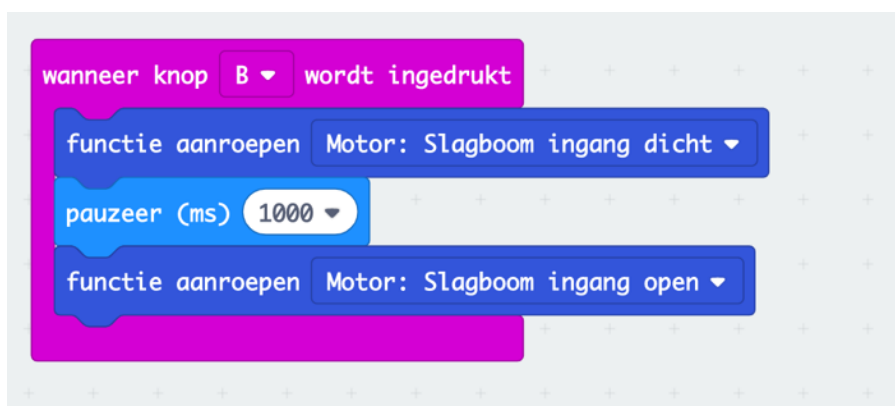 wanneer knop B wordt ingedrukt
functie aanroepen Motor: Slagboom ingang dicht
pauzeer (ms) 1000
functie aanroepen Motor: Slagboom ingang open